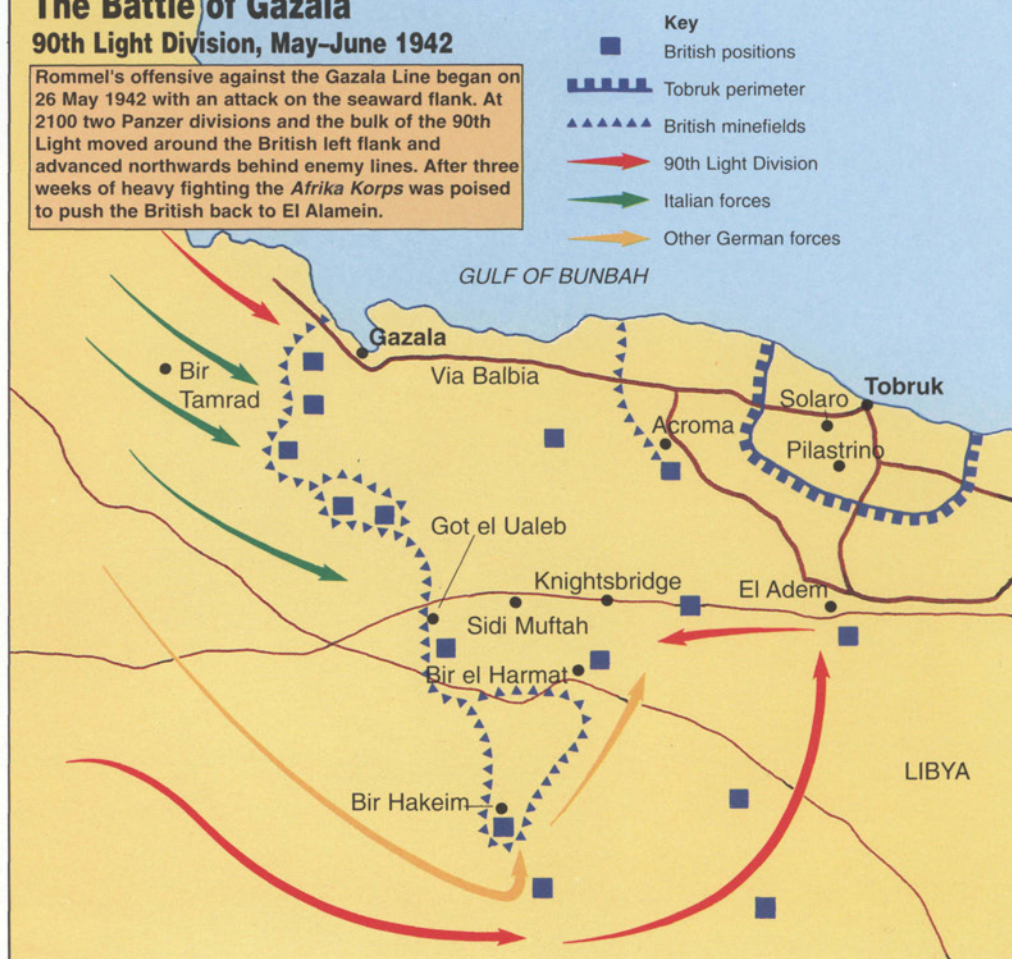 The Battle of Gazala
90th Light Division, May–June 1942
Rommel's offensive against the Gazala Line began on
26 May 1942 with an attack on the seaward flank. At
2100 two Panzer divisions and the bulk of the 90th
Light moved around the British left flank and
advanced northwards behind enemy lines. After three
weeks of heavy fighting the Afrika Korps was poised
to push the British back to El Alamein.
Key
British positions
Tobruk perimeter
British minefields
90th Light Division
Italian forces
Other German forces
GULF OF BUNBAH
Gazala
Bir
Tamrad
Via Balbia
Tobruk
Solaro
Acroma
Pilastrino
Got el Ualeb
Knightsbridge
El Adem
Sidi Muftah
Bir el Harmat
LIBYA
Bir Hakeim